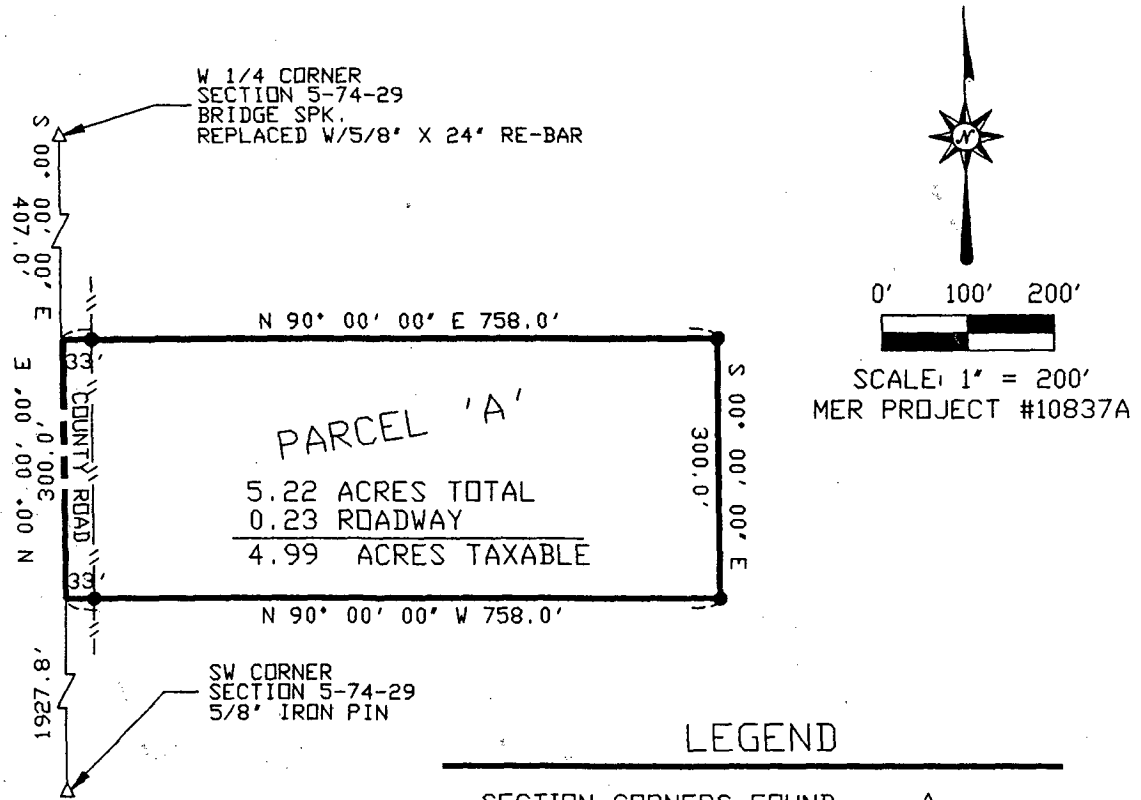 W 1/4 CORNER
SECTION 5-74-29
BRIDGE SPK.
REPLACED W/5/8" X 24" RE-BAR
S 00° 00' 00" E
407.0'
N
0' 100' 200'
SCALE: 1" = 200'
MER PROJECT #10837A
N 90° 00' 00" E 758.0'
33'
COUNTY ROAD
300.0'
N 00° 00' 00" E
PARCEL 'A'
5.22 ACRES TOTAL
0.23 ROADWAY
4.99 ACRES TAXABLE
S 00° 00' 00" E
300.0'
33'
N 90° 00' 00" W 758.0'
1927.8'
SW CORNER
SECTION 5-74-29
5/8" IRON PIN
LEGEND
SECTION CORNERS FOUND